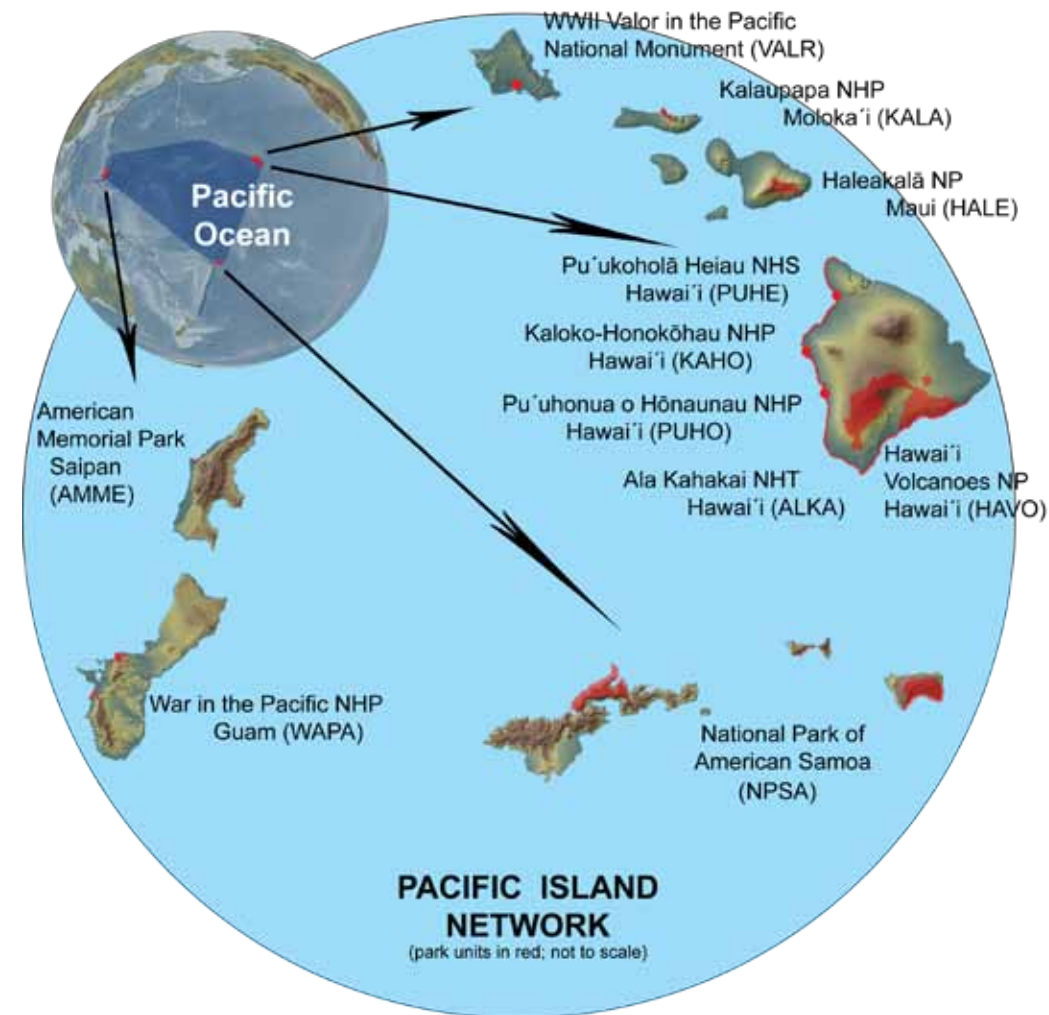 WWII Valor in the Pacific
National Monument (VALR)
Kalaupapa NHP
Moloka´i (KALA)
Haleakalā NP
Maui (HALE)
Pacific
Ocean
Pu´ukoholā Heiau NHS
Hawai´i (PUHE)
Kaloko-Honokōhau NHP
Hawai´i (KAHO)
Pu´uhonua o Hōnaunau NHP
Hawai´i (PUHO)
Ala Kahakai NHT
Hawai´i (ALKA)
Hawai´i
Volcanoes NP
Hawai´i (HAVO)
American
Memorial Park
Saipan
(AMME)
War in the Pacific NHP
Guam (WAPA)
National Park of
American Samoa
(NPSA)
PACIFIC ISLAND
NETWORK
(park units in red; not to scale)